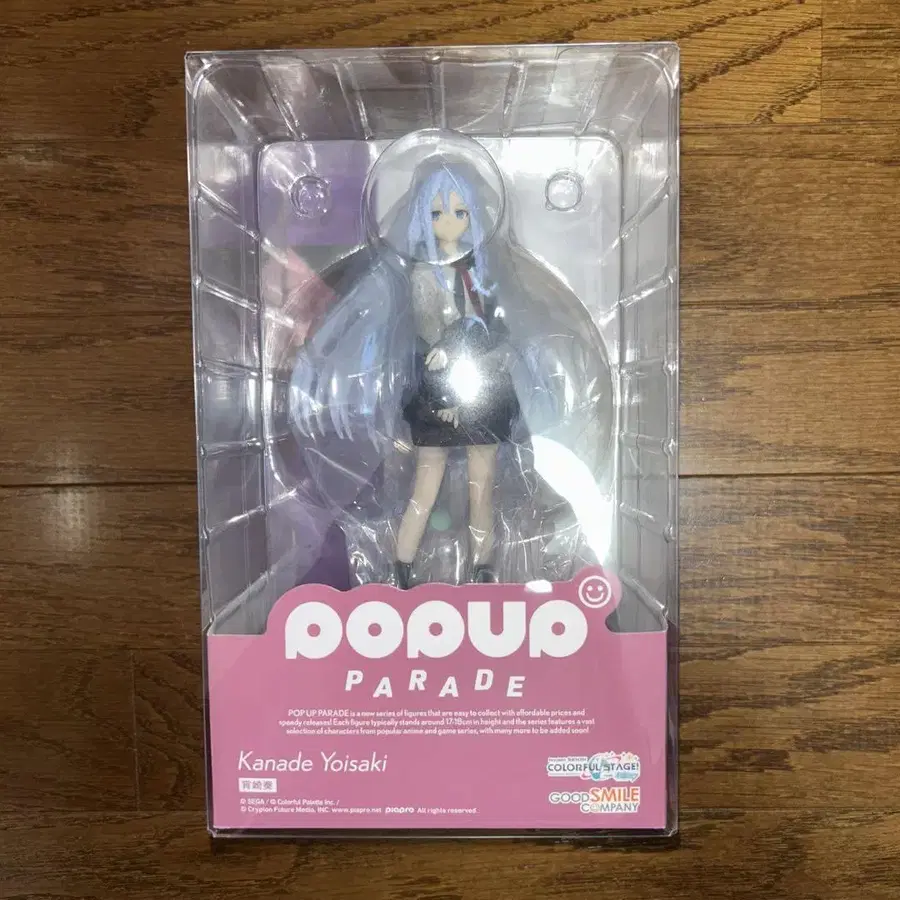 POPUP
PARADE
POP UP PARADE is a new series of figures that are easy to collect with affordable prices and
speedy releases! Each figure typically stands around 17-18cm in height and the series features a vast
selection of characters from popular anime and game series, with many more to be added soon!
Kanade Yoisaki
宵崎奏
COLORFUL STAGE!
© SEGA / © Colorful Palette Inc. /
© Crypton Future Media, INC. www.piapro.net piapro All rights reserved.
GOOD SMILE
COMPANY